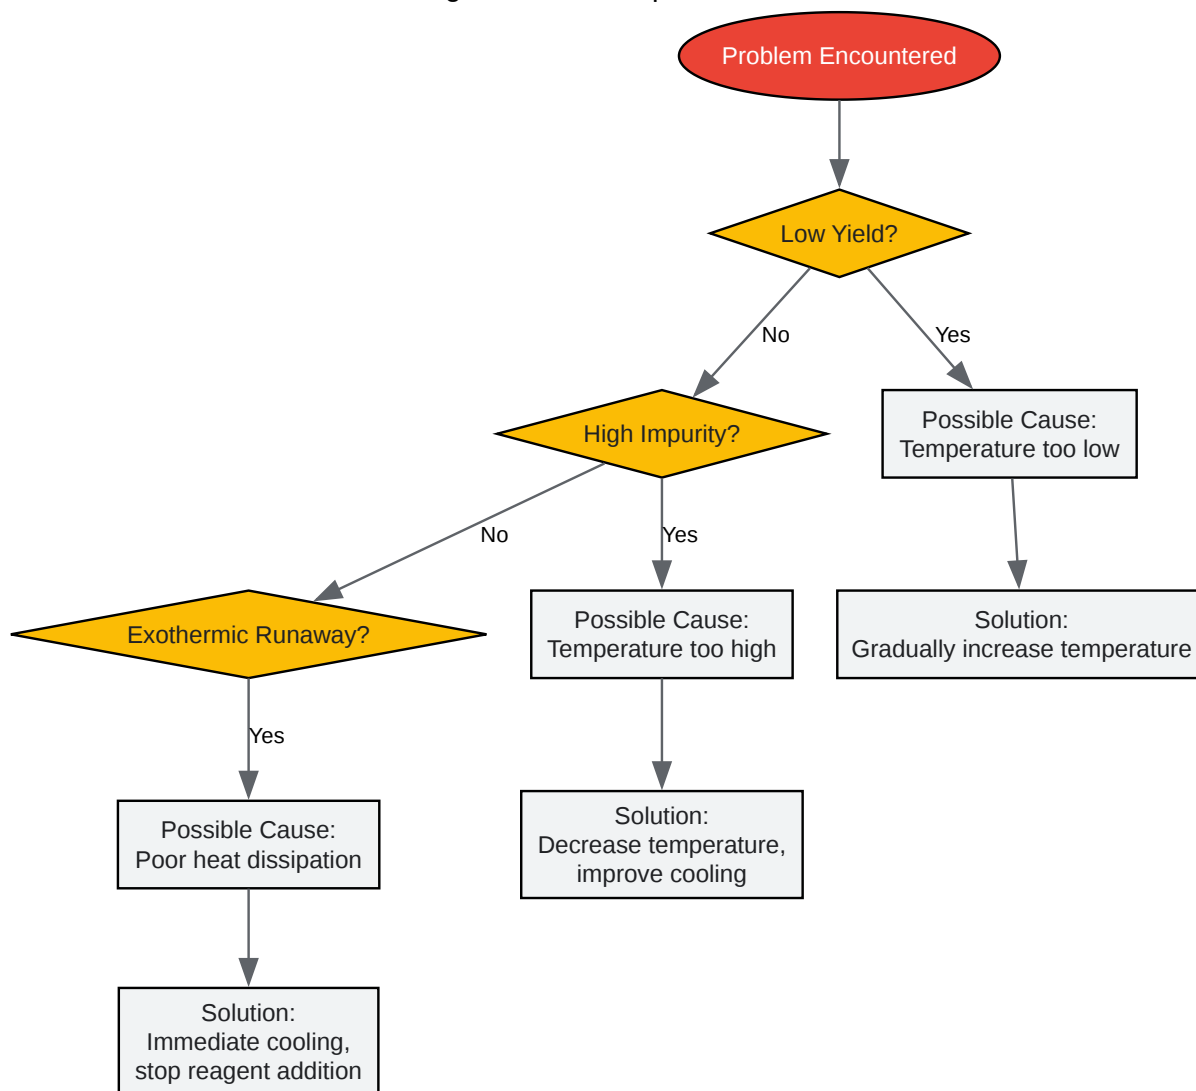 Problem Encountered
Low Yield?
No
Yes
High Impurity?
Possible Cause:
Temperature too low
No
Yes
Exothermic Runaway?
Possible Cause:
Temperature too high
Solution:
Gradually increase temperature
Yes
Possible Cause:
Poor heat dissipation
Solution:
Decrease temperature,
improve cooling
Solution:
Immediate cooling,
stop reagent addition